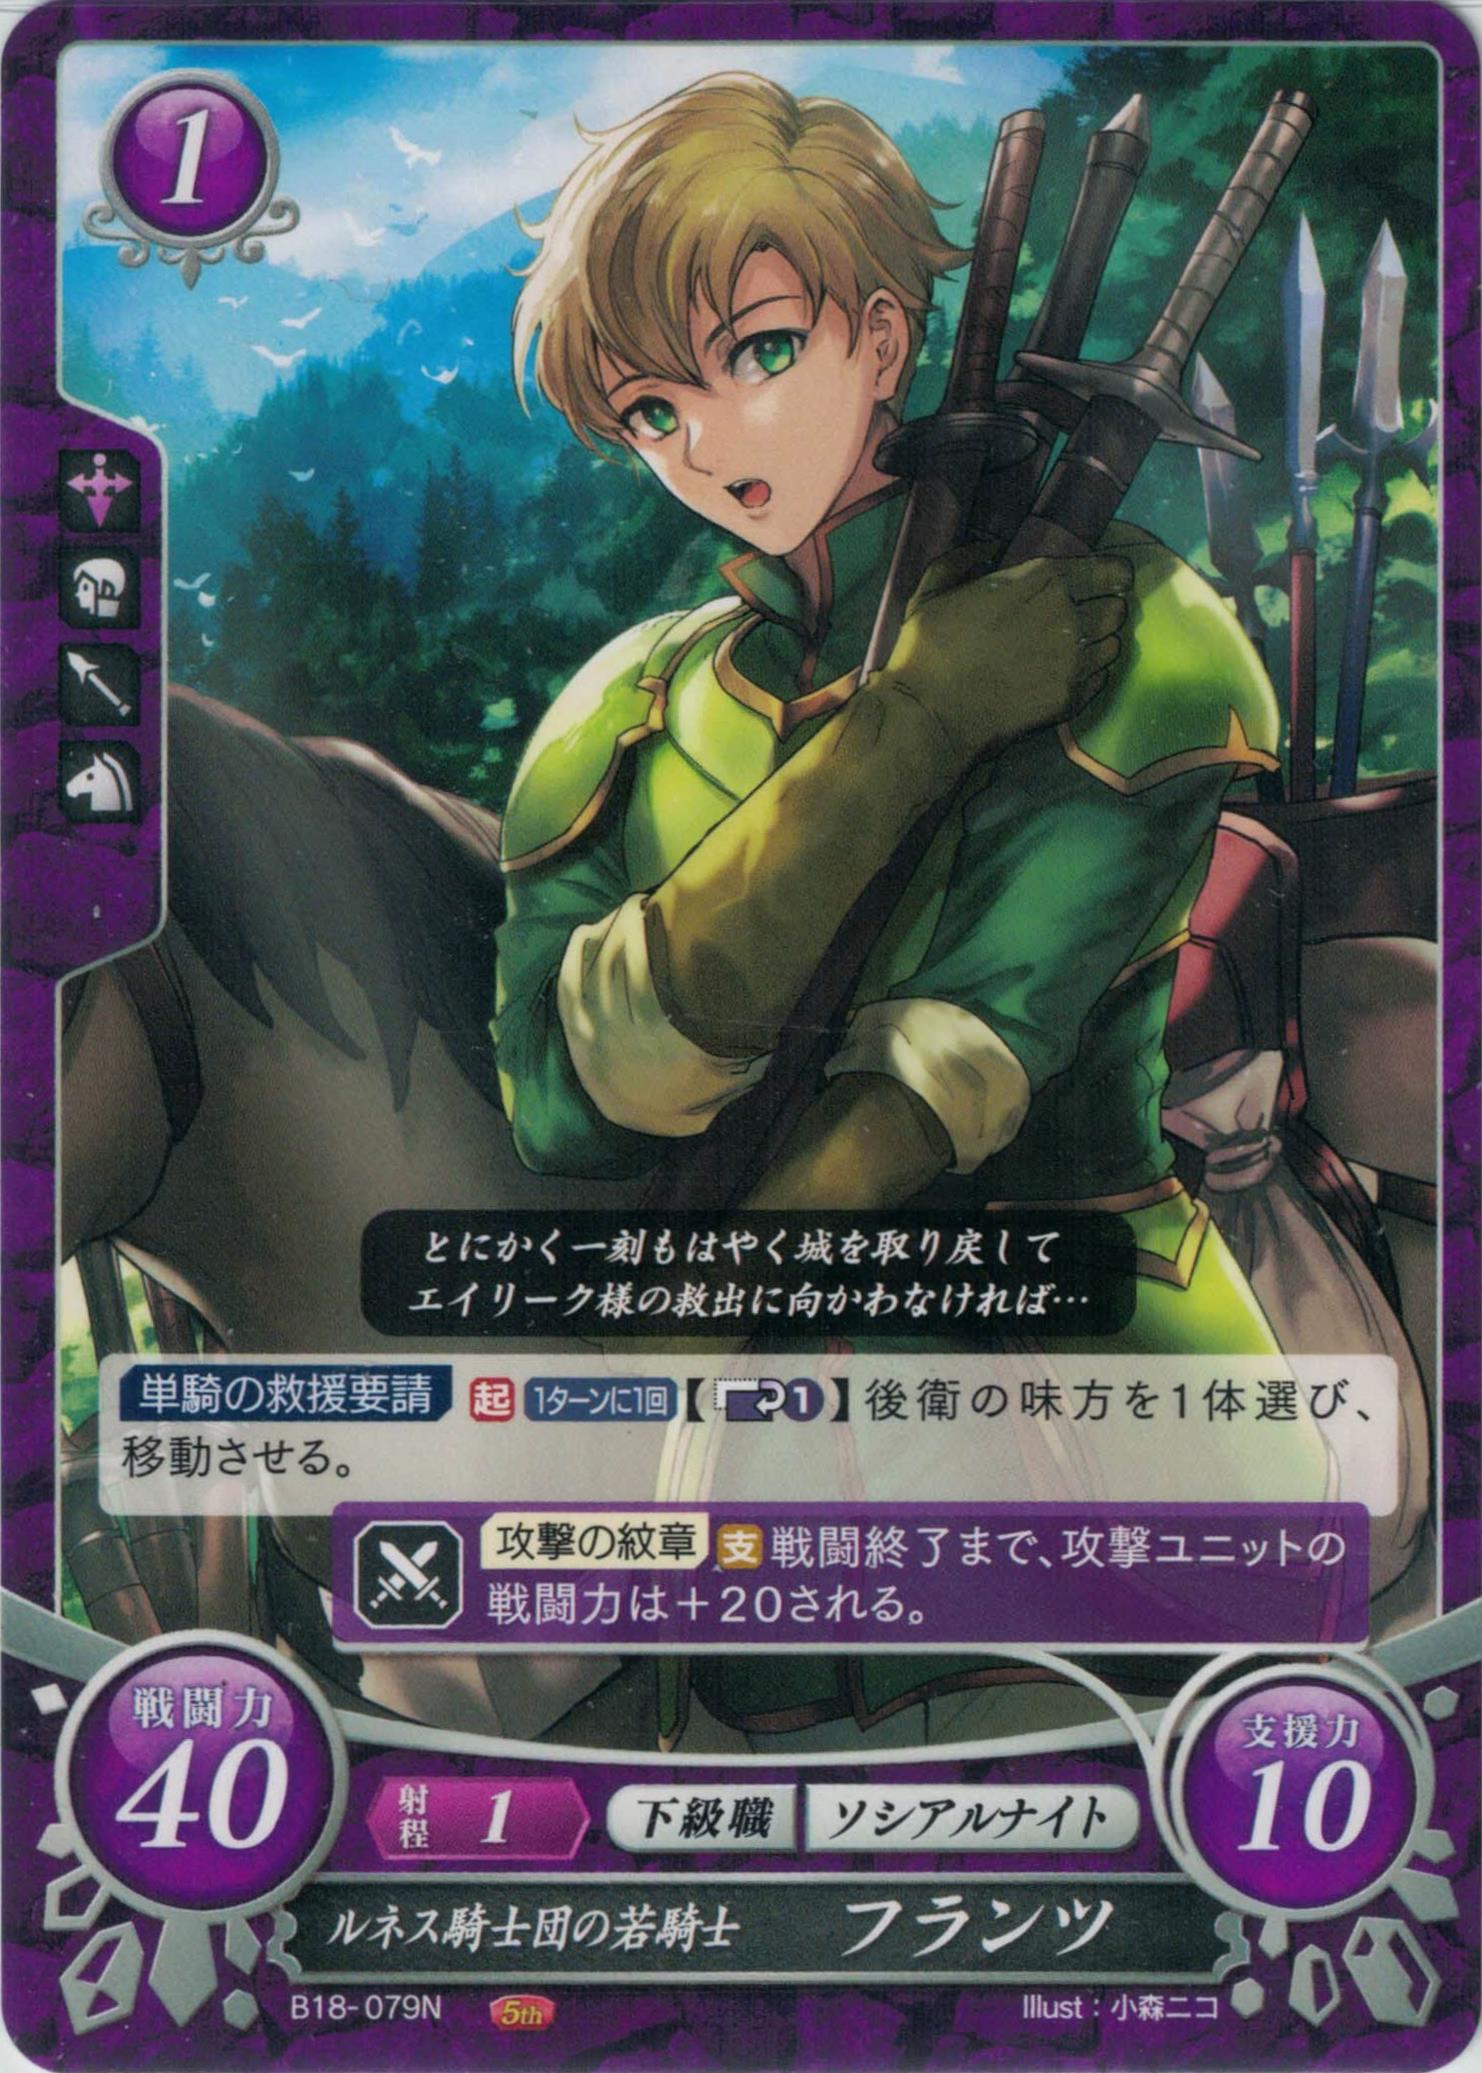 1
とにかく一刻もはやく城を取り戻して
エイリーク様の救出に向かわなければ…
単騎の救援要請 起 1ターンに1回【1】後衛の味方を1体選び、
移動させる。
攻撃の紋章 支 戦闘終了まで、攻撃ユニットの
戦闘力は＋20される。
戦闘力
40
射程 1
下級職 ソシアルナイト
支援力
10
ルネス騎士団の若騎士 フランツ
B18-079N 5th Illust：小森ニコ